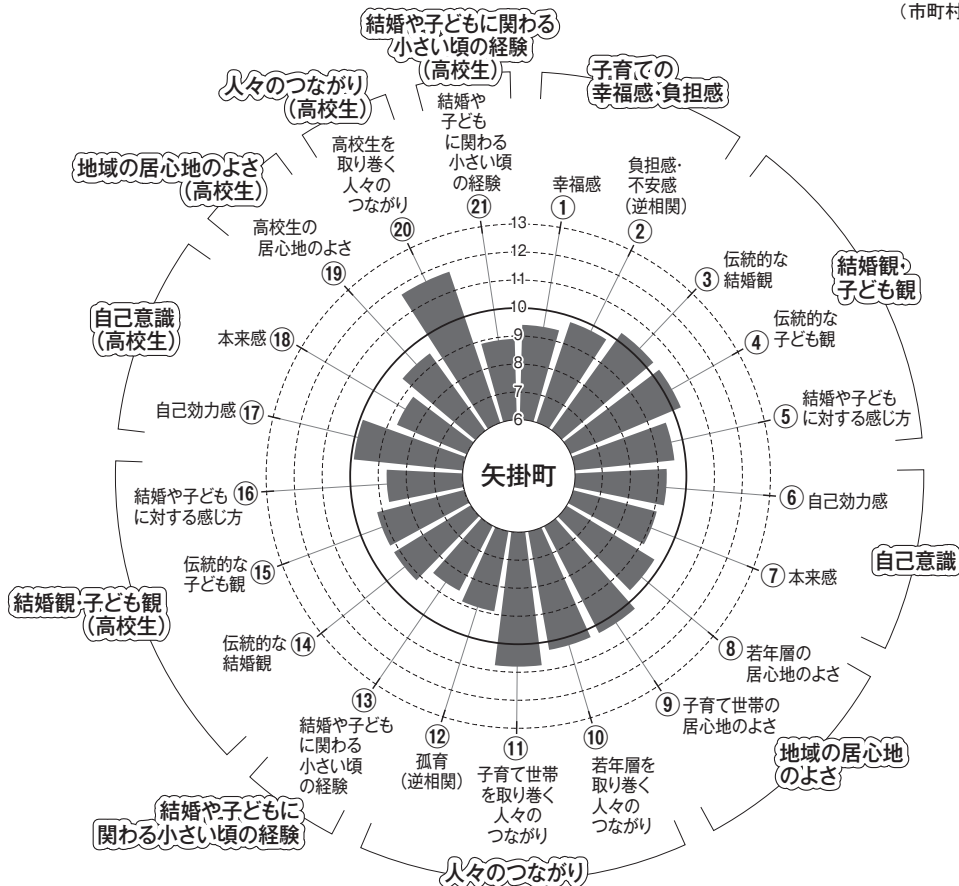 （市町村
結婚や子どもに関わる
小さい頃の経験
（高校生）
子育ての
幸福感・負担感
人々のつながり
（高校生）
地域の居心地のよさ
（高校生）
自己意識
（高校生）
結婚観・
子ども観
自己意識
地域の居心地
のよさ
人々のつながり
結婚や子どもに
関わる小さい頃の経験
結婚観・子ども観
（高校生）
幸福感
①
負担感・
不安感
（逆相関）
②
③ 伝統的な
結婚観
④ 伝統的な
子ども観
⑤ 結婚や子ども
に対する感じ方
⑥ 自己効力感
⑦ 本来感
⑧ 若年層の
居心地のよさ
⑨ 子育て世帯の
居心地のよさ
⑩
若年層を
取り巻く
人々の
つながり
⑪
子育て世帯
を取り巻く
人々の
つながり
⑫
孤育
（逆相関）
⑬
結婚や子ども
に関わる
小さい頃
の経験
⑭
伝統的な
結婚観
伝統的な ⑮
子ども観
結婚や子ども ⑯
に対する感じ方
自己効力感 ⑰
本来感 ⑱
高校生の
居心地のよさ
⑲
高校生を
取り巻く
人々の
つながり
⑳
結婚や
子ども
に関わる
小さい頃
の経験
㉑
13
12
11
10
9
8
7
6
矢掛町